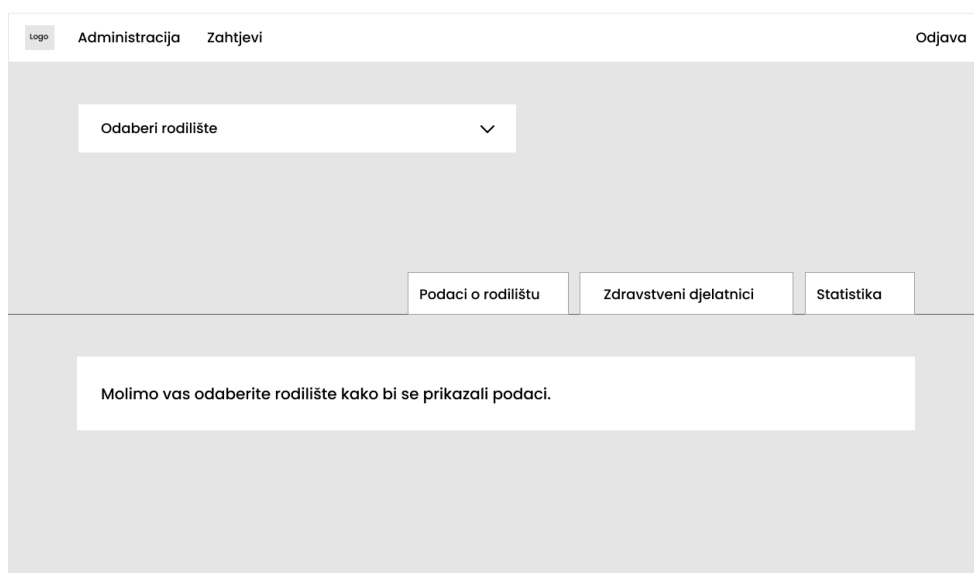 Logo
Administracija
Zahtjevi
Odjava
Odaberi rodilište
Podaci o rodilištu
Zdravstveni djelatnici
Statistika
Molimo vas odaberite rodilište kako bi se prikazali podaci.